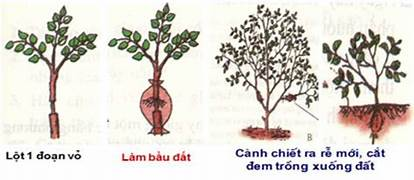 B
Lột 1 đoạn vỏ
Làm bầu đất
Cành chiết ra rễ mới, cắt
đem trồng xuống đất